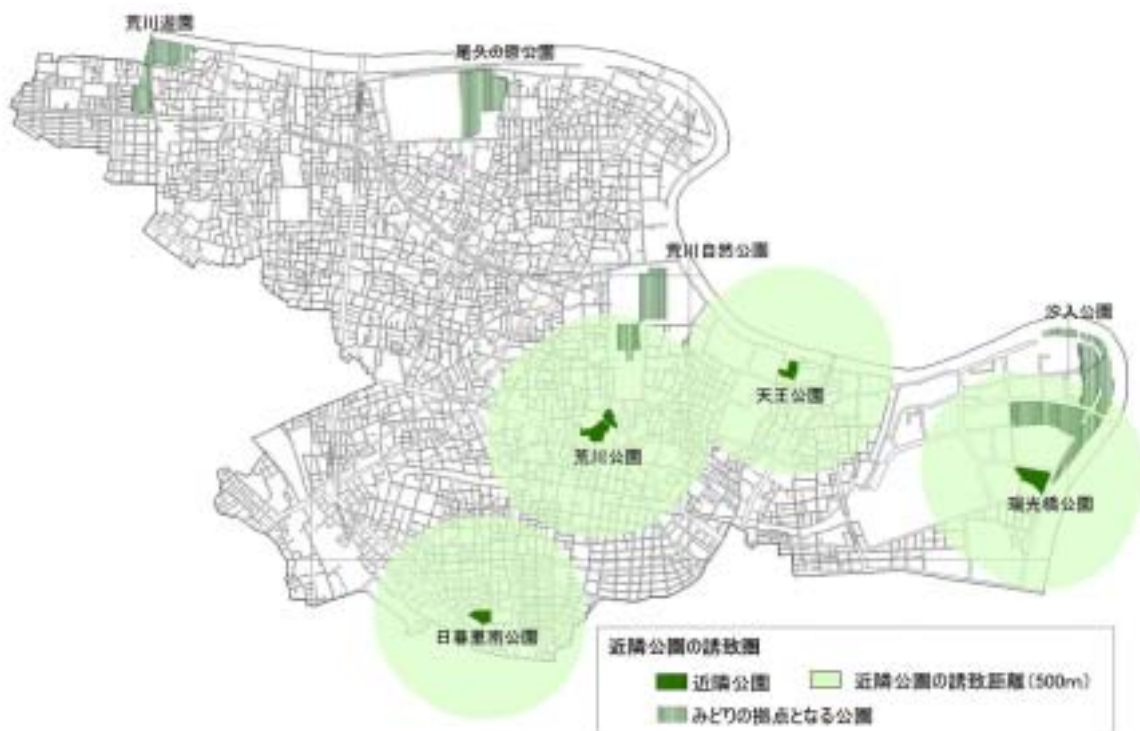 荒川遊園
尾久の原公園
荒川自然公園
汐入公園
天王公園
荒川公園
瑞光橋公園
日暮里南公園
近隣公園の誘致圏
近隣公園
近隣公園の誘致距離(500m)
みどりの拠点となる公園